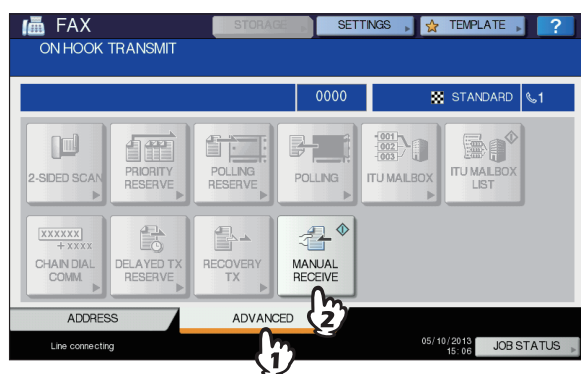 FAX
STORAGE
SETTINGS
TEMPLATE
?
ON HOOK TRANSMIT
0000
STANDARD
1
2-SIDED SCAN
PRIORITY
RESERVE
POLLING
RESERVE
POLLING
001
002
003
ITU MAILBOX
ITU MAILBOX
LIST
XXXXXX
+ XXXX
CHAIN DIAL
COMM.
DELAYED TX
RESERVE
RECOVERY
TX
MANUAL
RECEIVE
2
ADDRESS
ADVANCED
1
Line connecting
05/10/2013
15:06
JOB STATUS